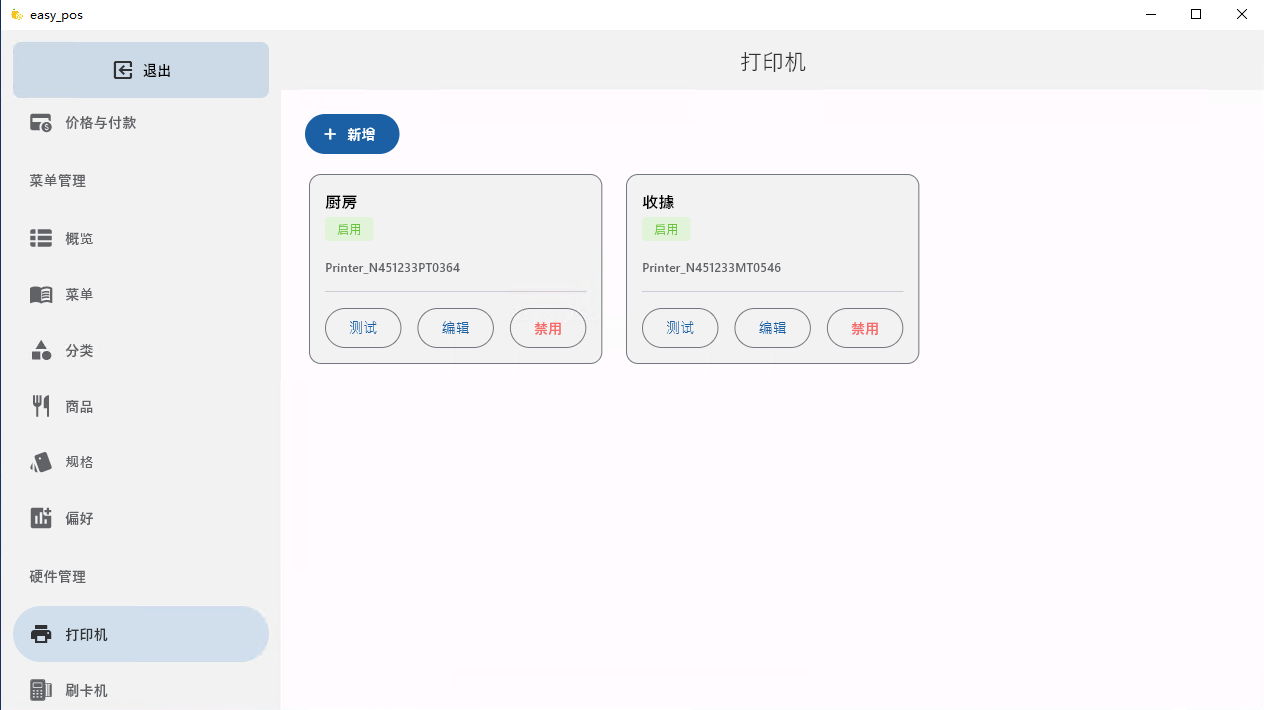 easy_pos
退出
价格与付款
菜单管理
概览
菜单
分类
商品
规格
偏好
硬件管理
打印机
刷卡机
打印机
+ 新增
厨房
启用
Printer_N451233PT0364
测试 编辑 禁用
收據
启用
Printer_N451233MT0546
测试 编辑 禁用